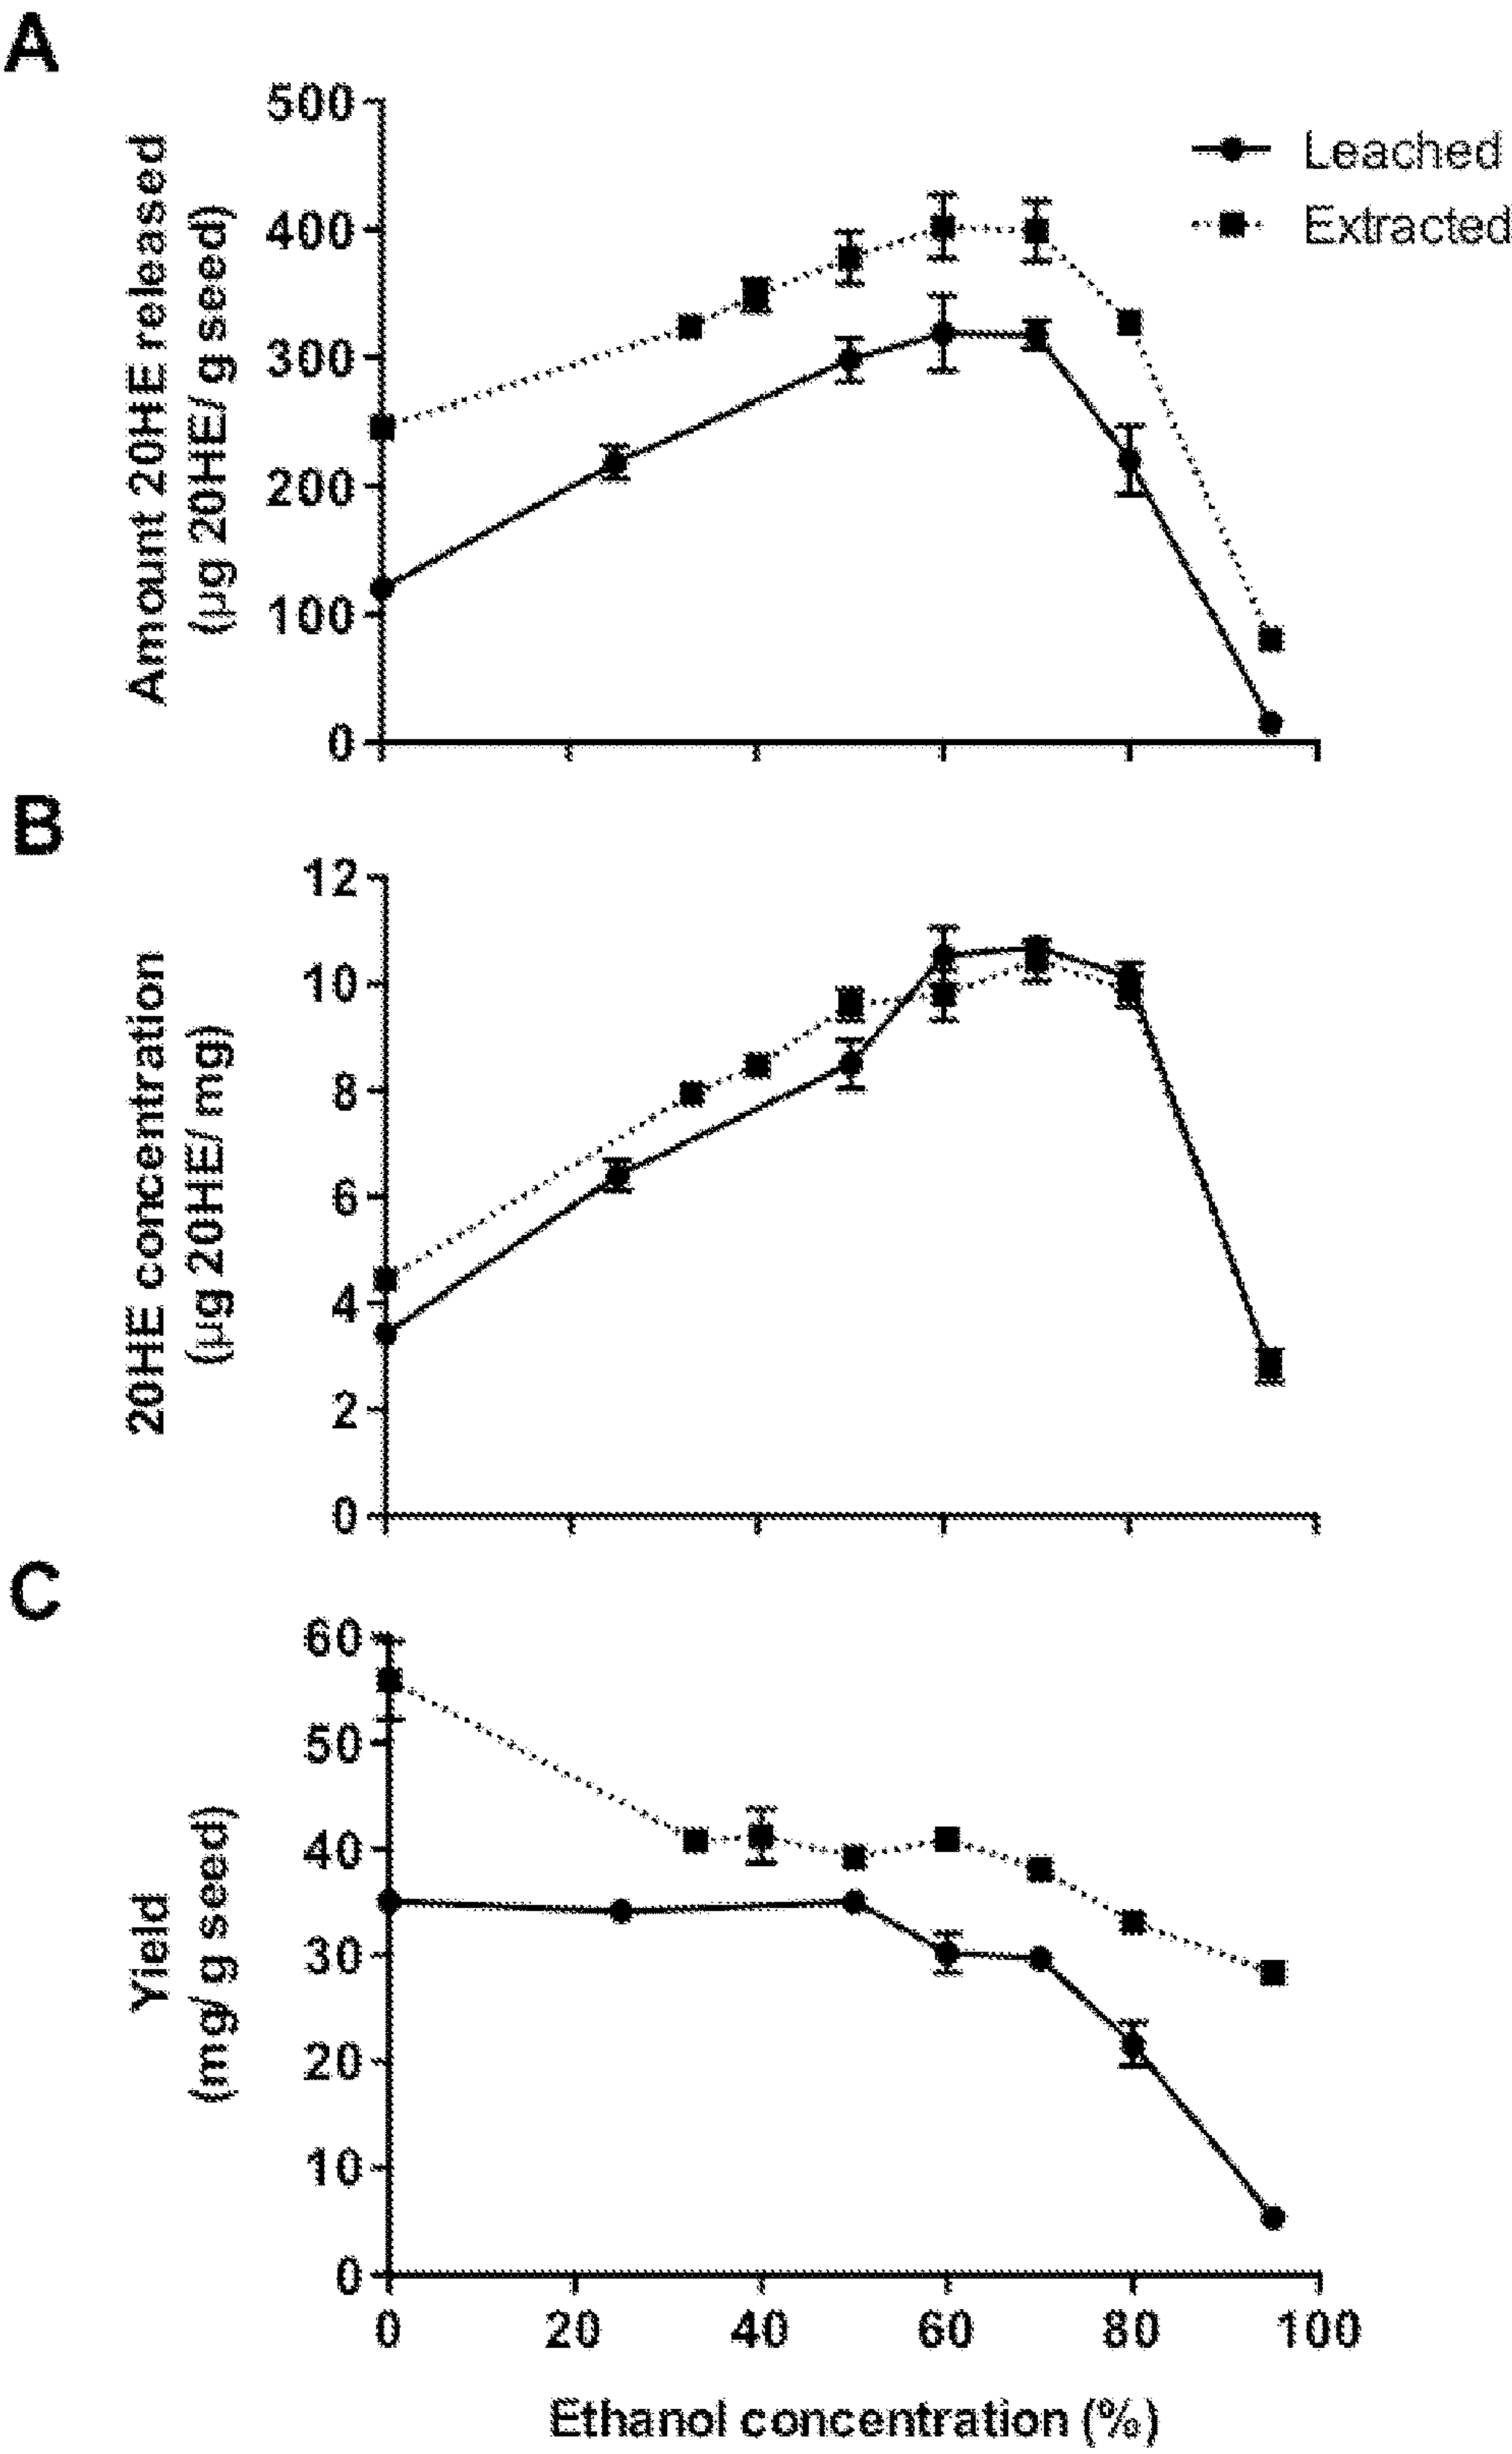 A
500
400
300
200
100
0
Amount 20HE released
(µg 20HE/ g seed)
Leached
Extracted
B
12
10
8
6
4
2
0
20HE concentration
(µg 20HE/ mg)
C
60
50
40
30
20
10
0
Yield
(mg/ g seed)
0 20 40 60 80 100
Ethanol concentration (%)